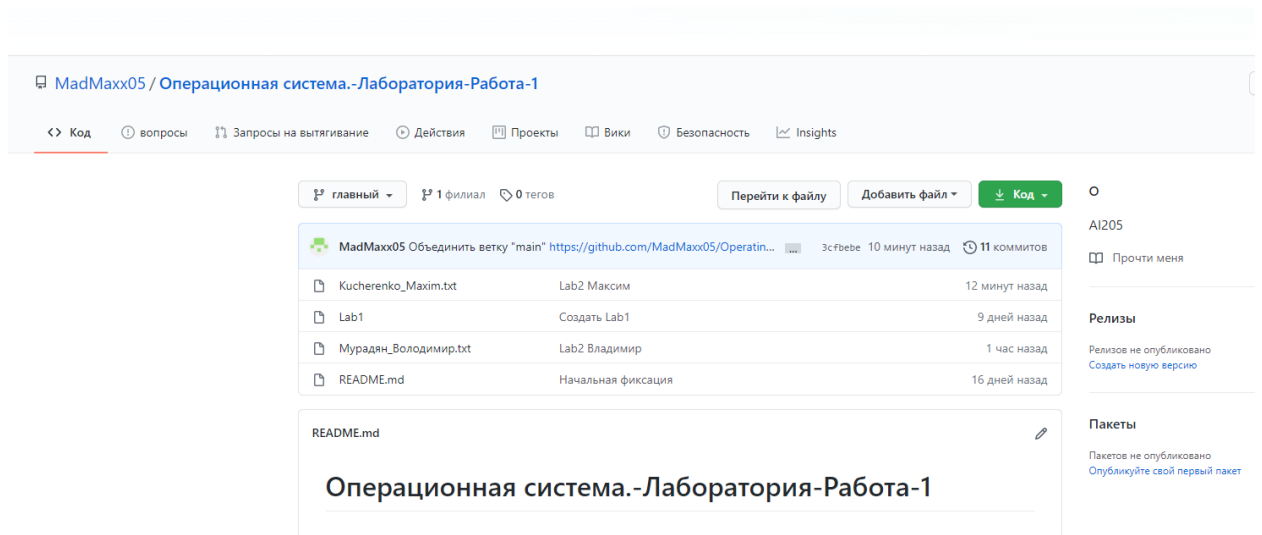 MadMaxx05 / Операционная система.-Лаборатория-Работа-1
Код вопросы Запросы на вытягивание Действия Проекты Вики Безопасность Insights
главный 1 филиал 0 тегов Перейти к файлу Добавить файл Код
MadMaxx05 Объединить ветку "main" https://github.com/MadMaxx05/Operatin... ... 3cfbebe 10 минут назад 11 коммитов
Kucherenko_Maxim.txt Lab2 Максим 12 минут назад
Lab1 Создать Lab1 9 дней назад
Мурадян_Володимир.txt Lab2 Владимир 1 час назад
README.md Начальная фиксация 16 дней назад
README.md
Операционная система.-Лаборатория-Работа-1
О
AI205
Прочти меня
Релизы
Релизов не опубликовано
Создать новую версию
Пакеты
Пакетов не опубликовано
Опубликуйте свой первый пакет